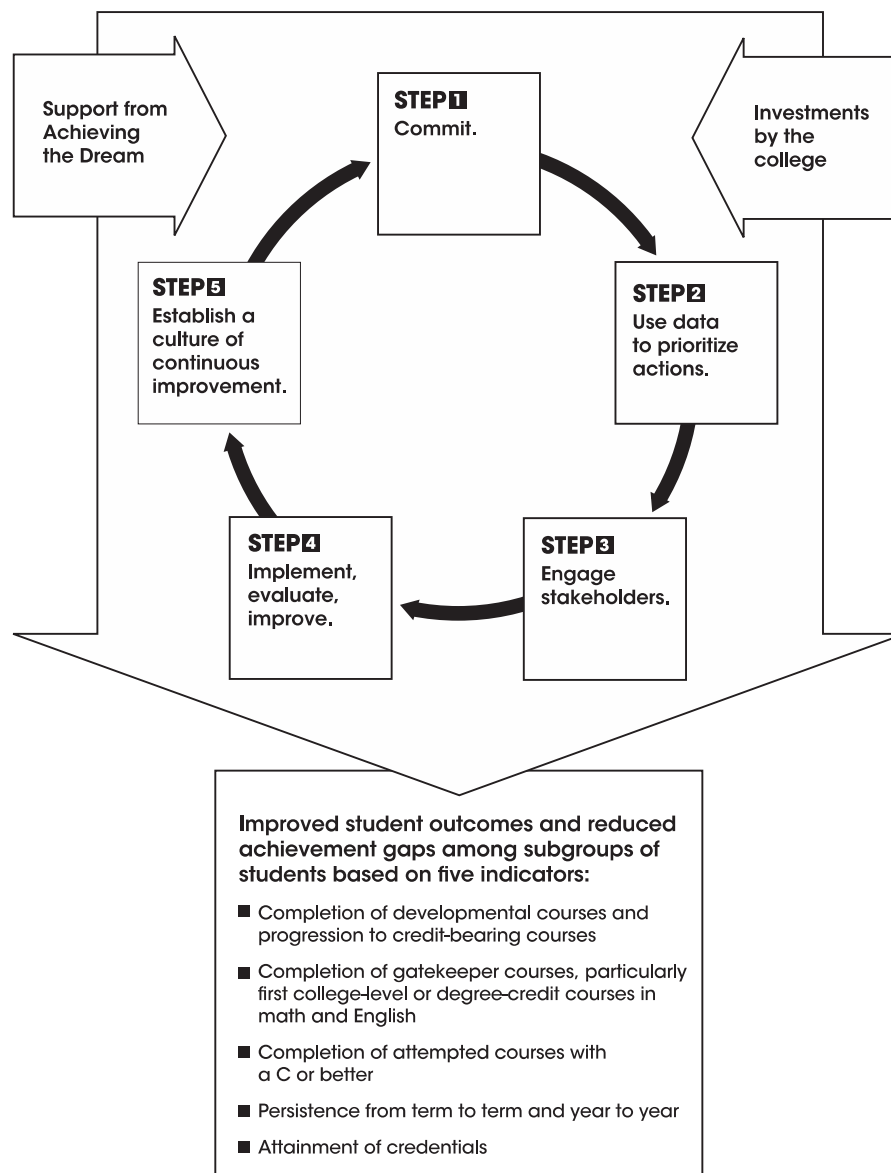 Support from
Achieving
the Dream
STEP 1
Commit.
Investments
by the
college
STEP 2
Use data
to prioritize
actions.
STEP 3
Engage
stakeholders.
STEP 4
Implement,
evaluate,
improve.
STEP 5
Establish a
culture of
continuous
improvement.
Improved student outcomes and reduced
achievement gaps among subgroups of
students based on five indicators:
■ Completion of developmental courses and
progression to credit-bearing courses
■ Completion of gatekeeper courses, particularly
first college-level or degree-credit courses in
math and English
■ Completion of attempted courses with
a C or better
■ Persistence from term to term and year to year
■ Attainment of credentials